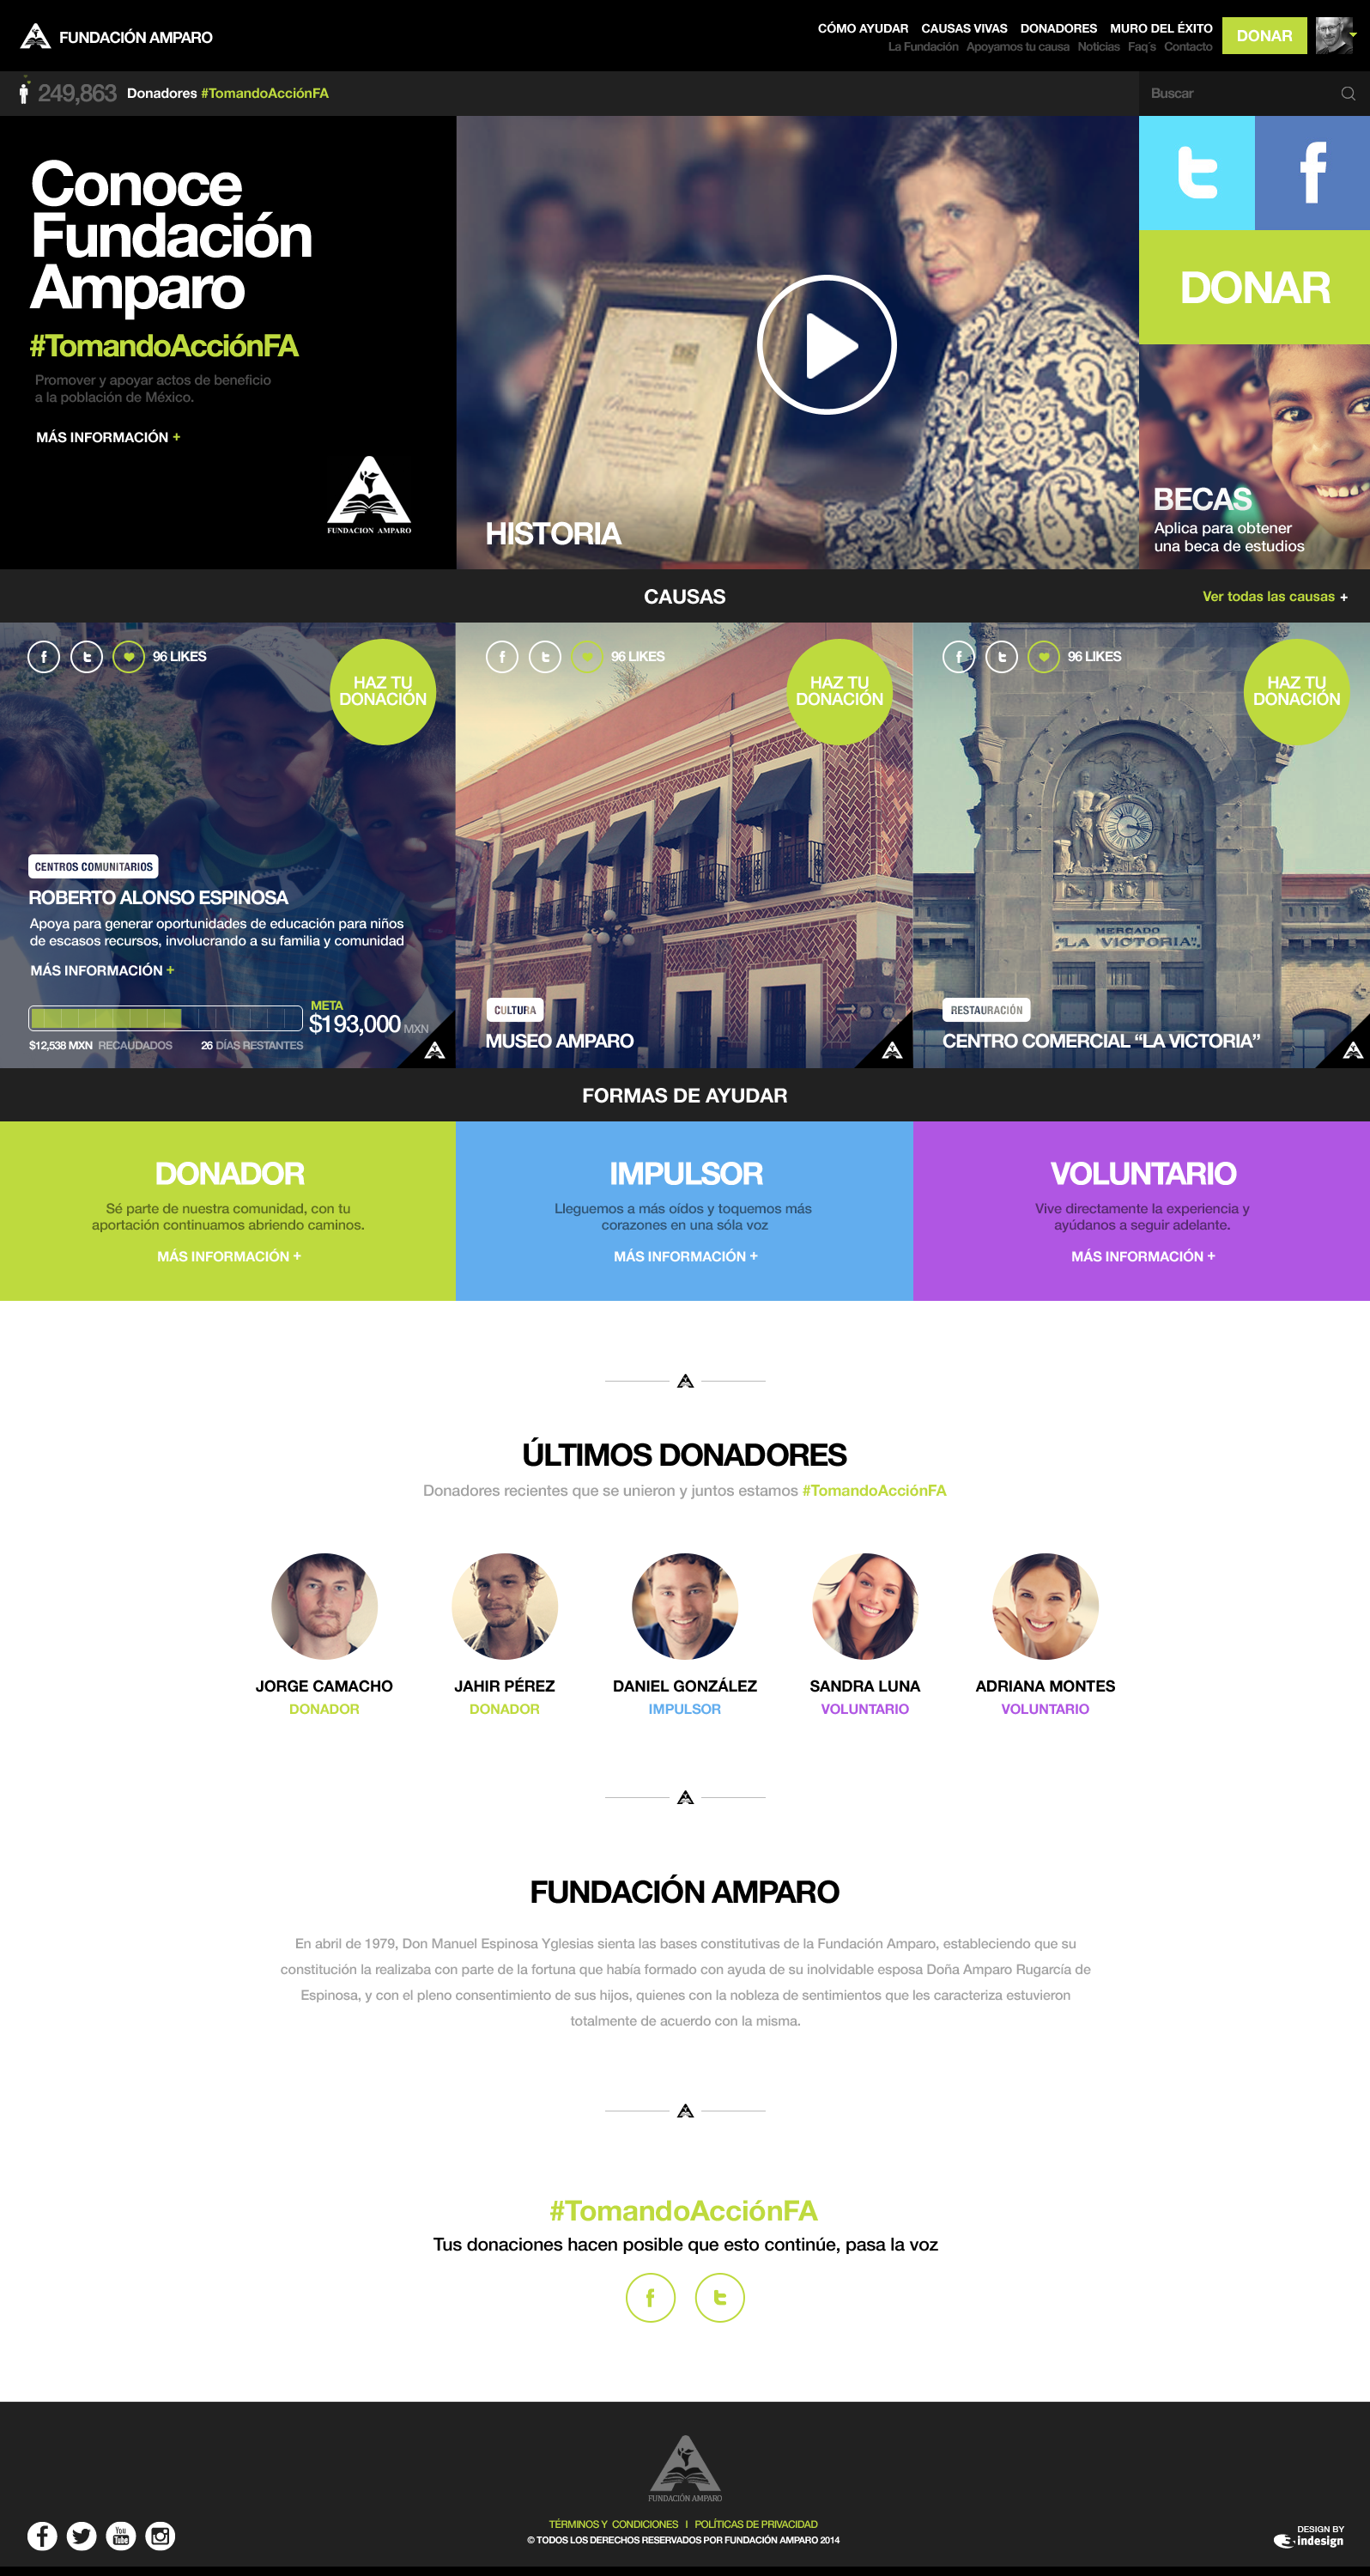 FUNDACIÓN AMPARO
CÓMO AYUDAR CAUSAS VIVAS DONADORES MURO DEL ÉXITO
La Fundación Apoyamos tu causa Noticias Faq´s Contacto
DONAR
249,863 Donadores #TomandoAcciónFA
Buscar
Conoce
Fundación
Amparo
#TomandoAcciónFA
Promover y apoyar actos de beneficio
a la población de México.
MÁS INFORMACIÓN +
FUNDACION AMPARO
HISTORIA
DONAR
BECAS
Aplica para obtener
una beca de estudios
CAUSAS
Ver todas las causas +
96 LIKES
HAZ TU
DONACIÓN
CENTROS COMUNITARIOS
ROBERTO ALONSO ESPINOSA
Apoya para generar oportunidades de educación para niños
de escasos recursos, involucrando a su familia y comunidad
MÁS INFORMACIÓN +
META
$193,000 MXN
$12,538 MXN RECAUDADOS 26 DÍAS RESTANTES
96 LIKES
HAZ TU
DONACIÓN
CULTURA
MUSEO AMPARO
96 LIKES
HAZ TU
DONACIÓN
MERCADO
"LA VICTORIA".
RESTAURACIÓN
CENTRO COMERCIAL “LA VICTORIA”
FORMAS DE AYUDAR
DONADOR
Sé parte de nuestra comunidad, con tu
aportación continuamos abriendo caminos.
MÁS INFORMACIÓN +
IMPULSOR
Lleguemos a más oídos y toquemos más
corazones en una sóla voz
MÁS INFORMACIÓN +
VOLUNTARIO
Vive directamente la experiencia y
ayúdanos a seguir adelante.
MÁS INFORMACIÓN +
ÚLTIMOS DONADORES
Donadores recientes que se unieron y juntos estamos #TomandoAcciónFA
JORGE CAMACHO
DONADOR
JAHIR PÉREZ
DONADOR
DANIEL GONZÁLEZ
IMPULSOR
SANDRA LUNA
VOLUNTARIO
ADRIANA MONTES
VOLUNTARIO
FUNDACIÓN AMPARO
En abril de 1979, Don Manuel Espinosa Yglesias sienta las bases constitutivas de la Fundación Amparo, estableciendo que su
constitución la realizaba con parte de la fortuna que había formado con ayuda de su inolvidable esposa Doña Amparo Rugarcía de
Espinosa, y con el pleno consentimiento de sus hijos, quienes con la nobleza de sentimientos que les caracteriza estuvieron
totalmente de acuerdo con la misma.
#TomandoAcciónFA
Tus donaciones hacen posible que esto continúe, pasa la voz
FUNDACIÓN AMPARO
TÉRMINOS Y CONDICIONES | POLÍTICAS DE PRIVACIDAD
© TODOS LOS DERECHOS RESERVADOS POR FUNDACIÓN AMPARO 2014
You
Tube
DESIGN BY
indesign